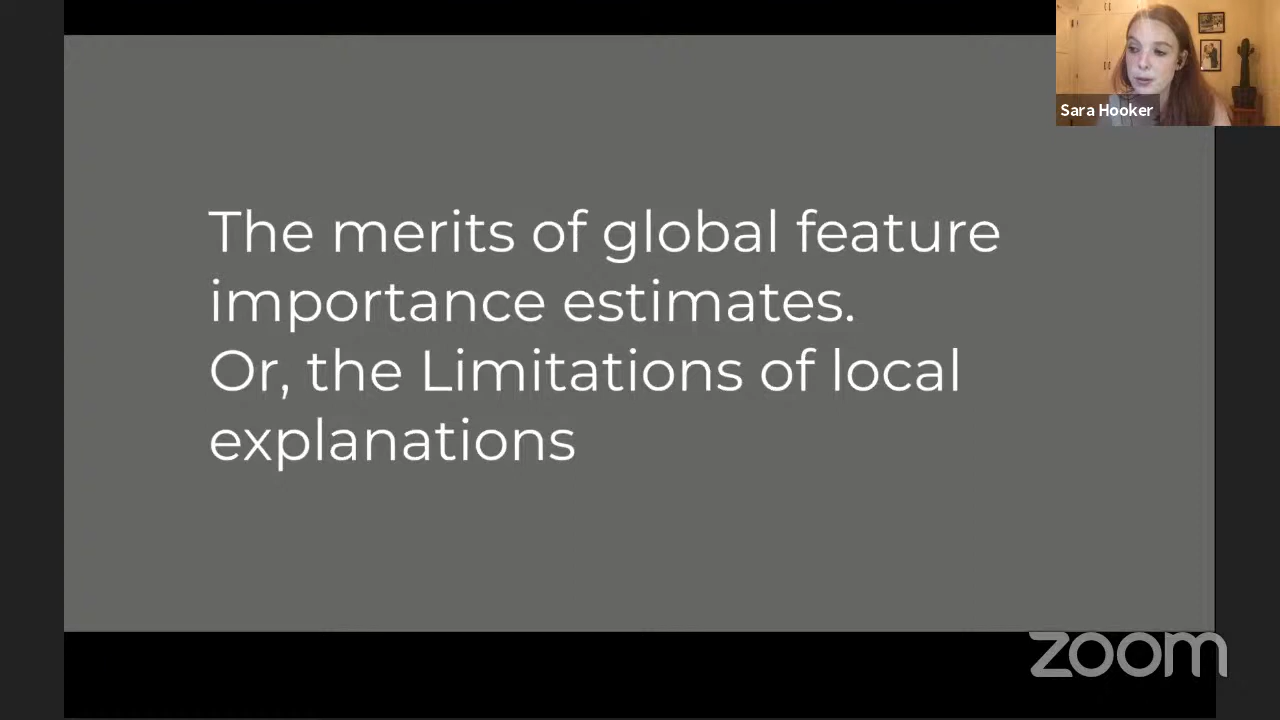 Sara Hooker
The merits of global feature
importance estimates.
Or, the Limitations of local
explanations
zoom